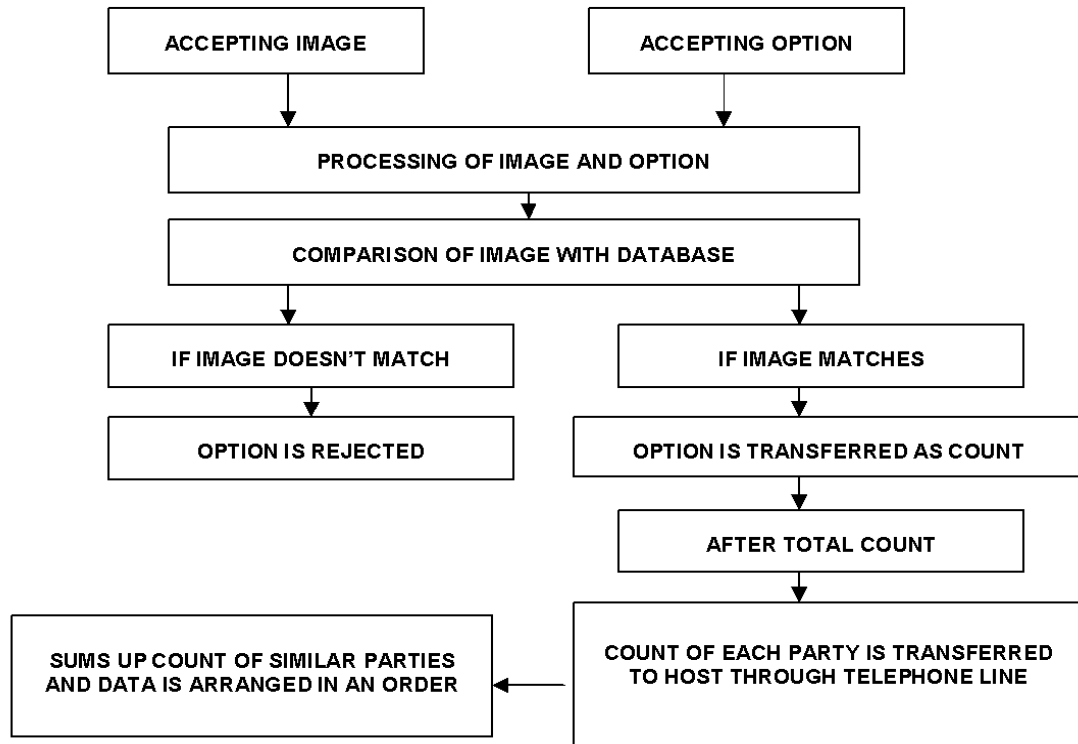 ACCEPTING IMAGE
ACCEPTING OPTION
PROCESSING OF IMAGE AND OPTION
COMPARISON OF IMAGE WITH DATABASE
IF IMAGE DOESN'T MATCH
IF IMAGE MATCHES
OPTION IS REJECTED
OPTION IS TRANSFERRED AS COUNT
AFTER TOTAL COUNT
COUNT OF EACH PARTY IS TRANSFERRED
TO HOST THROUGH TELEPHONE LINE
SUMS UP COUNT OF SIMILAR PARTIES
AND DATA IS ARRANGED IN AN ORDER